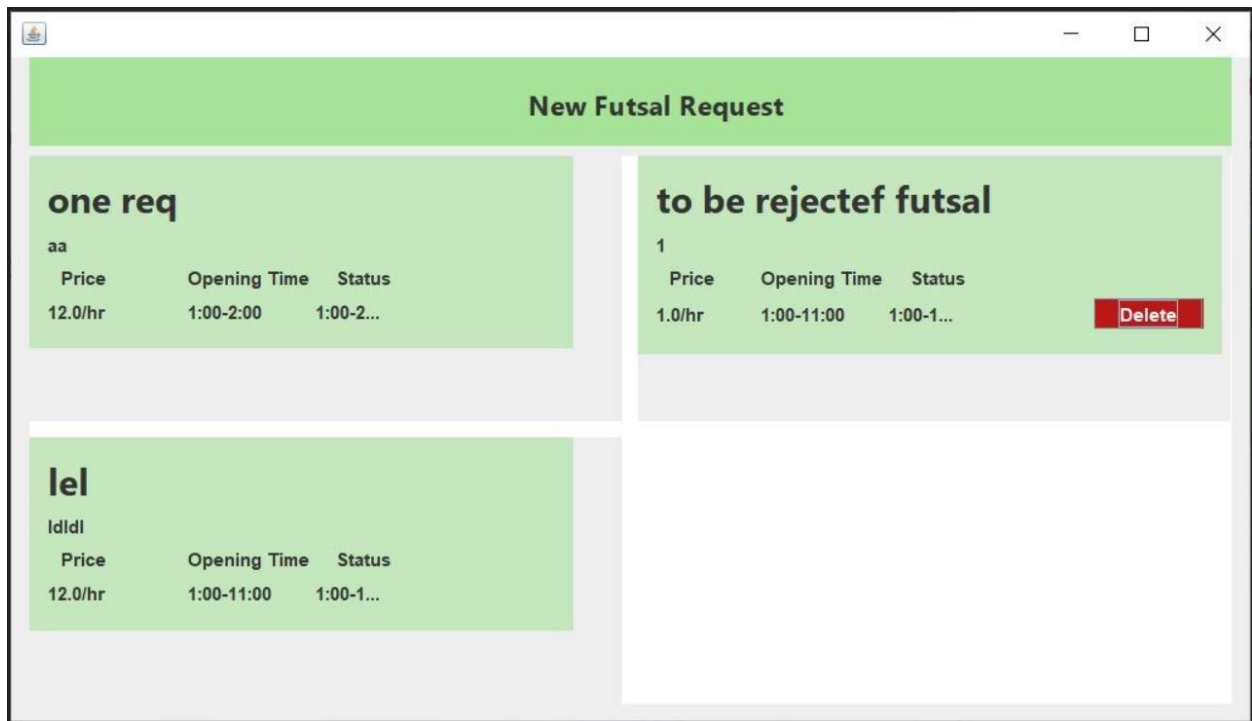 New Futsal Request
one req
aa
Price Opening Time Status
12.0/hr 1:00-2:00 1:00-2...
to be rejectef futsal
1
Price Opening Time Status
1.0/hr 1:00-11:00 1:00-1... Delete
lel
ldldl
Price Opening Time Status
12.0/hr 1:00-11:00 1:00-1...